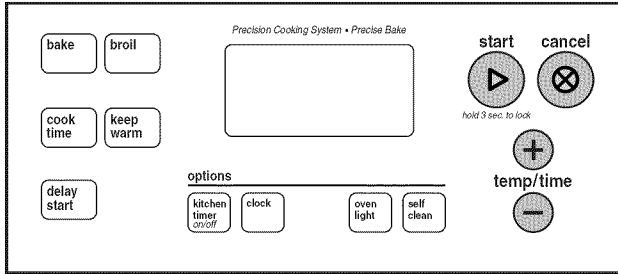 Precision Cooking System • Precise Bake
bake
broil
start
cancel
hold 3 sec. to lock
cook
time
keep
warm
temp/time
delay
start
options
kitchen
timer
on/off
clock
oven
light
self
clean